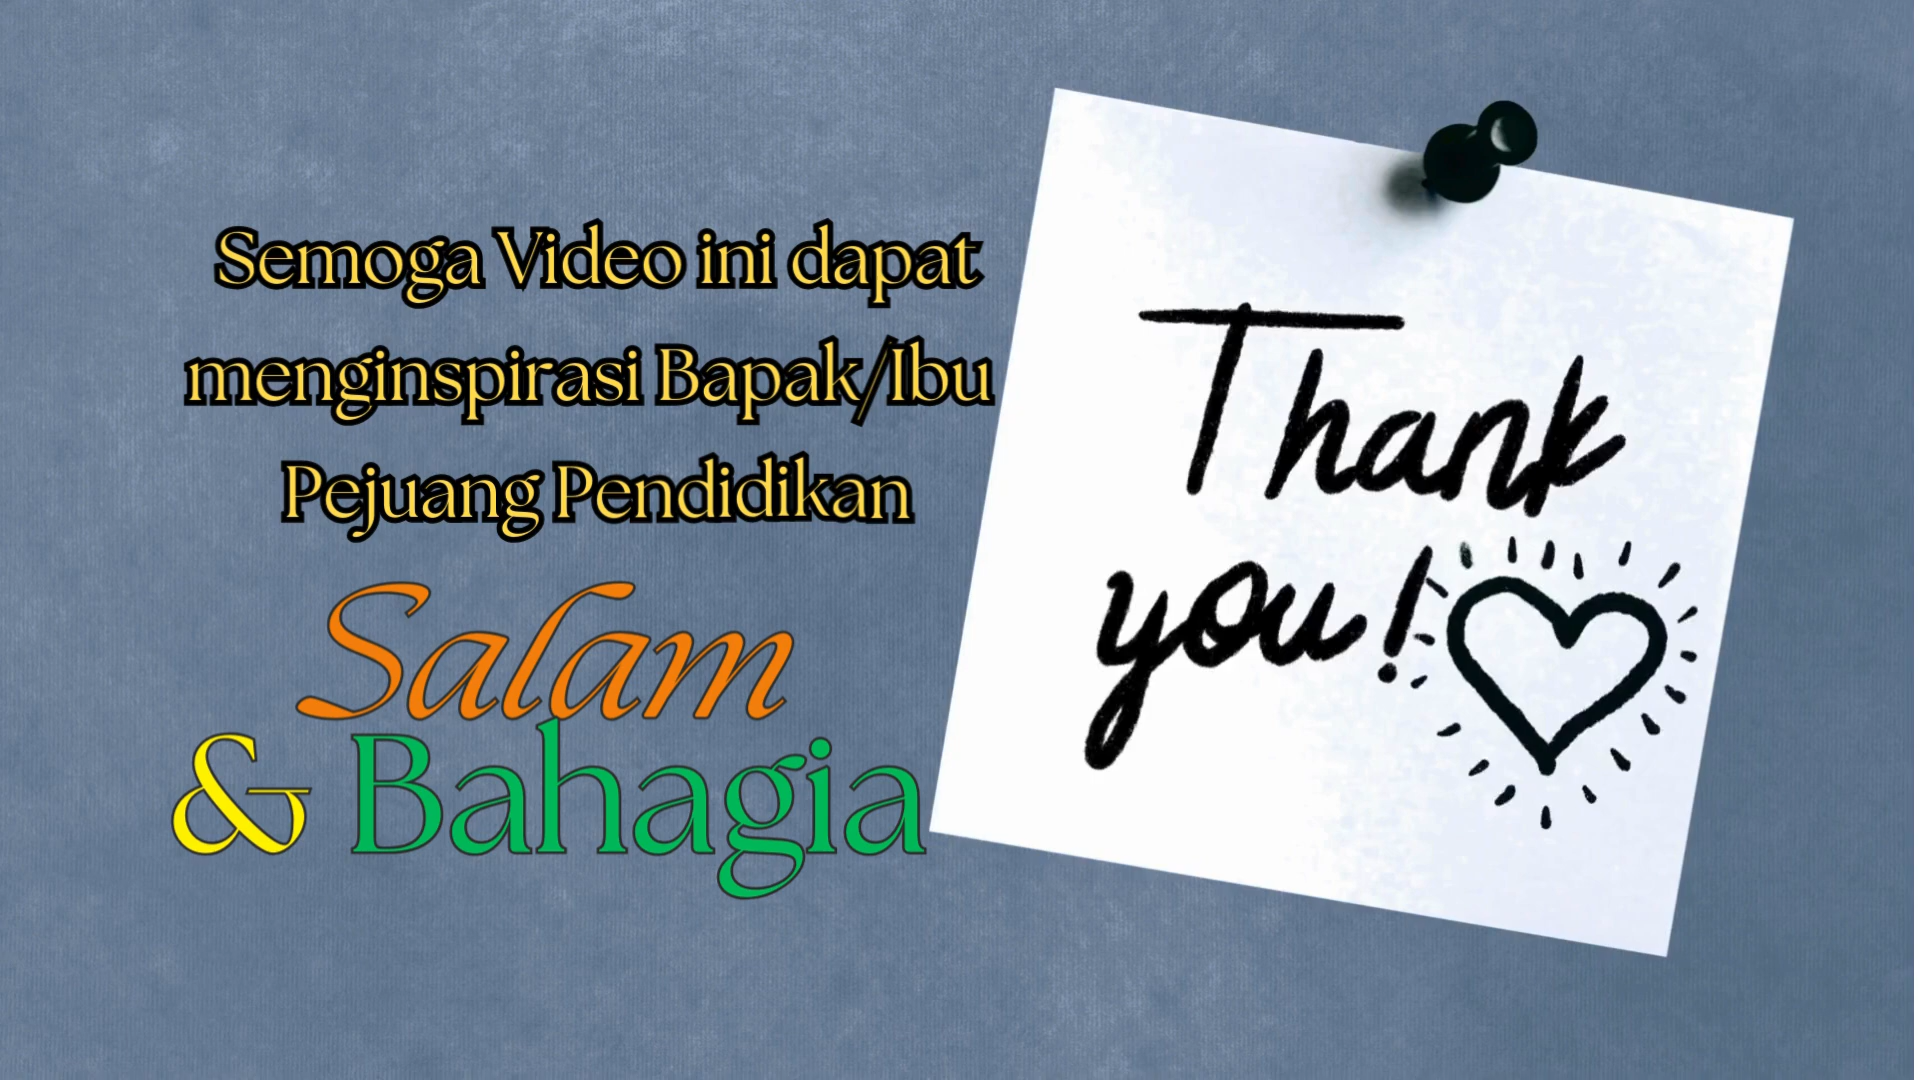 Semoga Video ini dapat
menginspirasi Bapak/Ibu
Pejuang Pendidikan
Salam
& Bahagia
Thank
you!